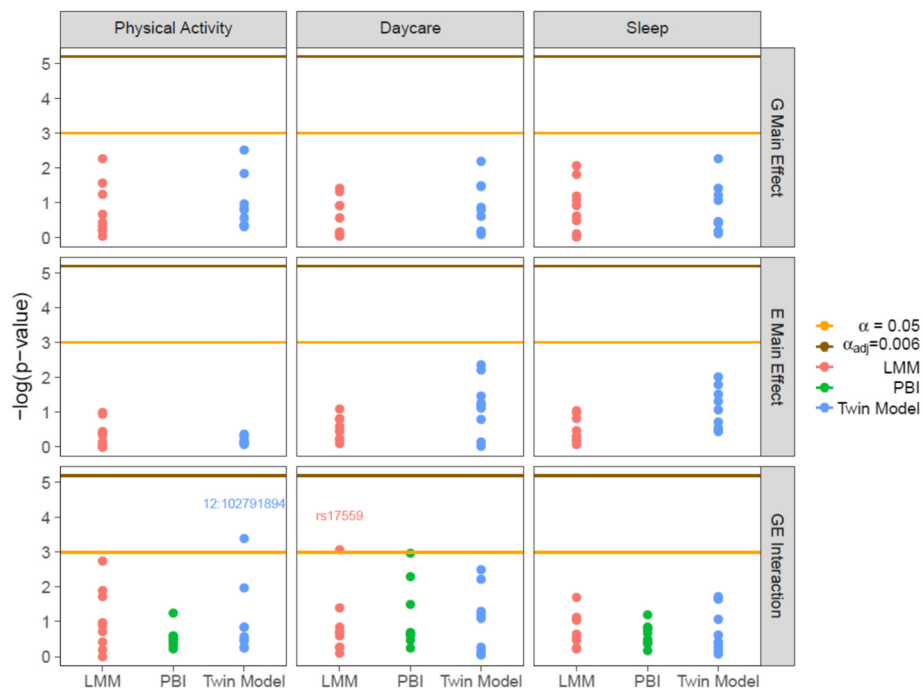 Physical Activity
Daycare
Sleep
5
4
3
2
1
0
G Main Effect
5
4
3
2
1
0
E Main Effect
−log(p−value)
α = 0.05
αadj=0.006
LMM
PBI
Twin Model
12:102791894
rs17559
5
4
3
2
1
0
GE Interaction
LMM PBI Twin Model
LMM PBI Twin Model
LMM PBI Twin Model